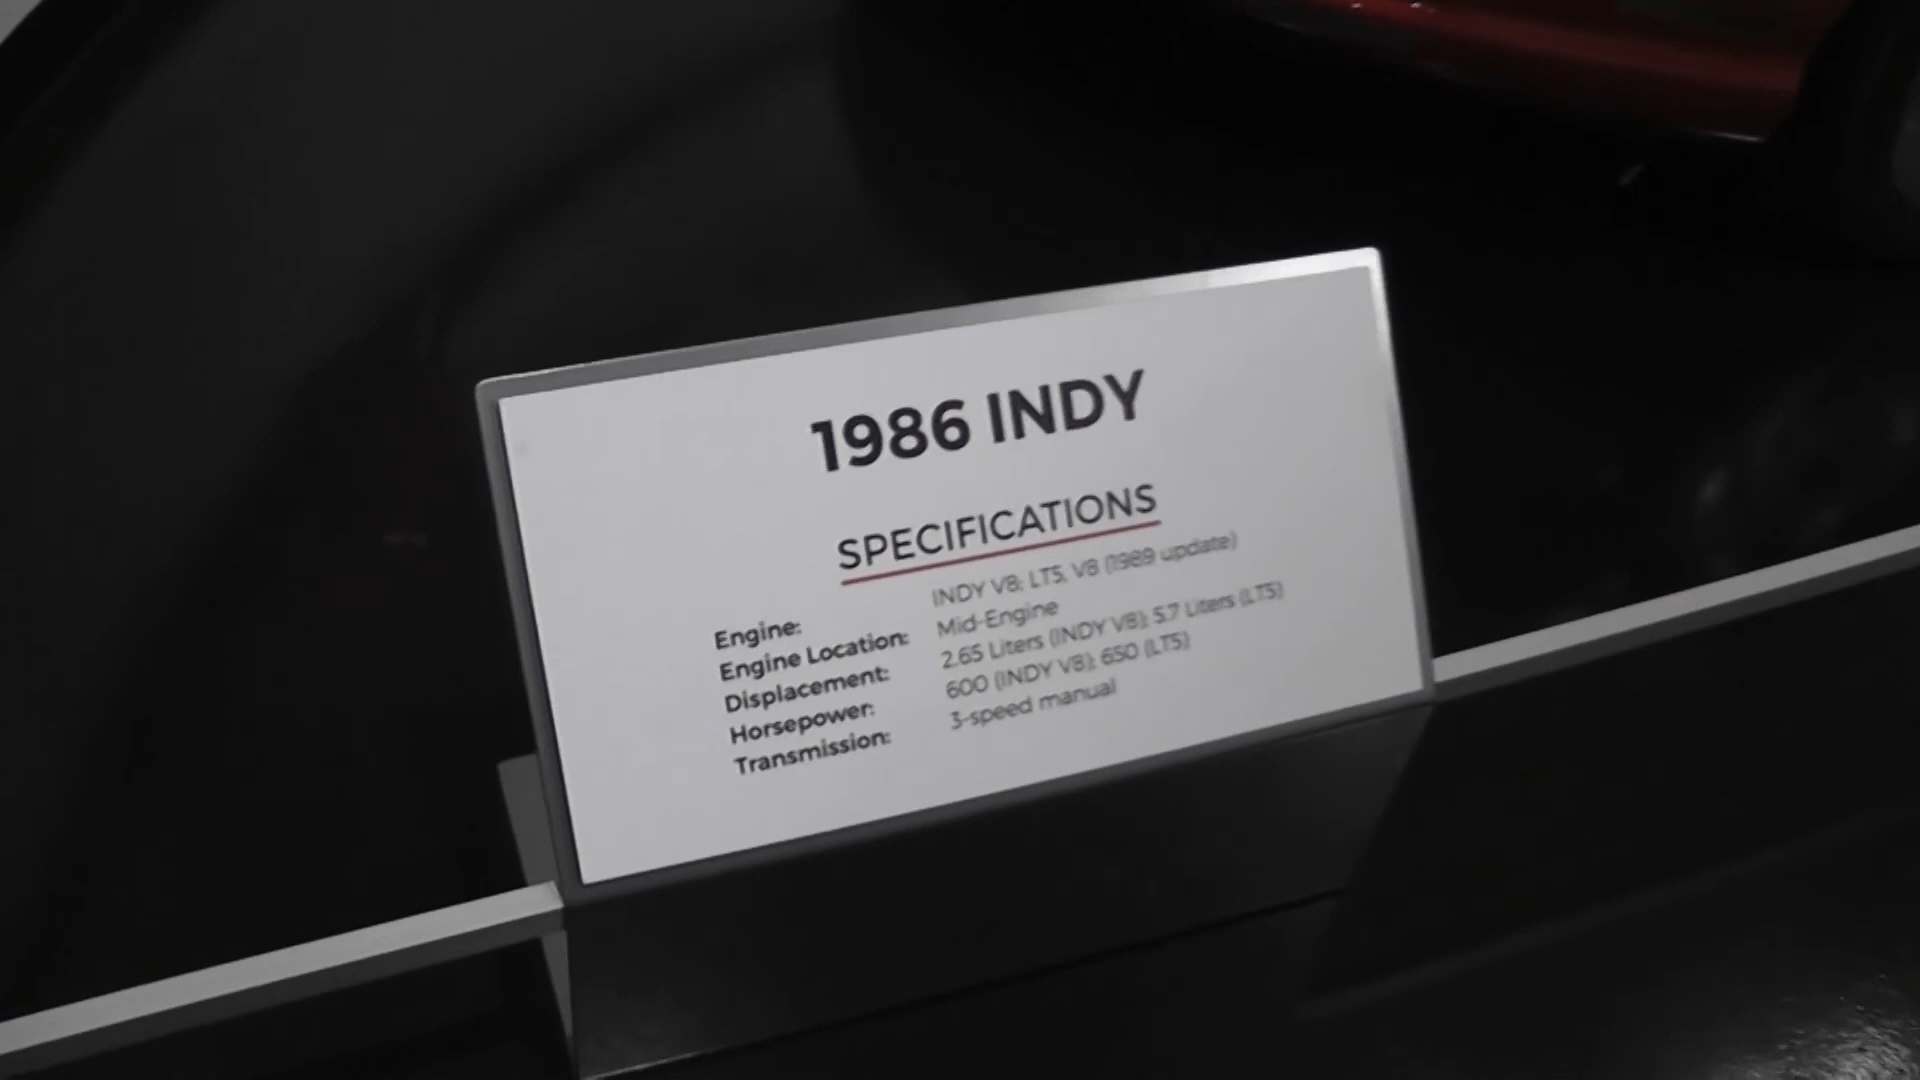 1986 INDY
SPECIFICATIONS
Engine: INDY V8; LT5, V8 (1989 update)
Engine Location: Mid-Engine
Displacement: 2.65 Liters (INDY V8); 5.7 Liters (LT5)
Horsepower: 600 (INDY V8); 650 (LT5)
Transmission: 3-speed manual